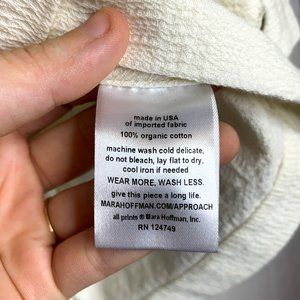 made in USA
of imported fabric
100% organic cotton
machine wash cold delicate.
do not bleach, lay flat to dry.
cool iron if needed
WEAR MORE, WASH LESS.
give this piece a long life.
MARAHOFFMAN.COM/APPROACH
all prints ® Mara Hoffman, Inc.
RN 124749